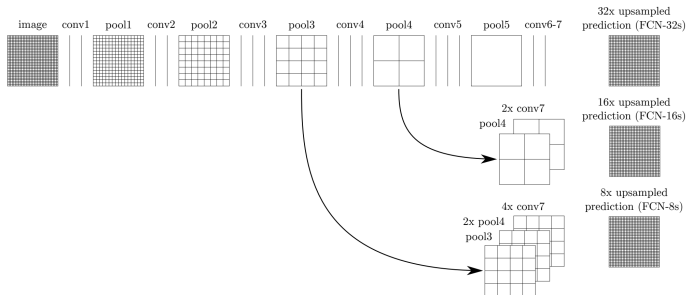 32x upsampled
image conv1 pool1 conv2 pool2 conv3 pool3 conv4 pool4 conv5 pool5 conv6-7 prediction (FCN-32s)
16x upsampled
2x conv7 prediction (FCN-16s)
pool4
8x upsampled
4x conv7 prediction (FCN-8s)
2x pool4
pool3